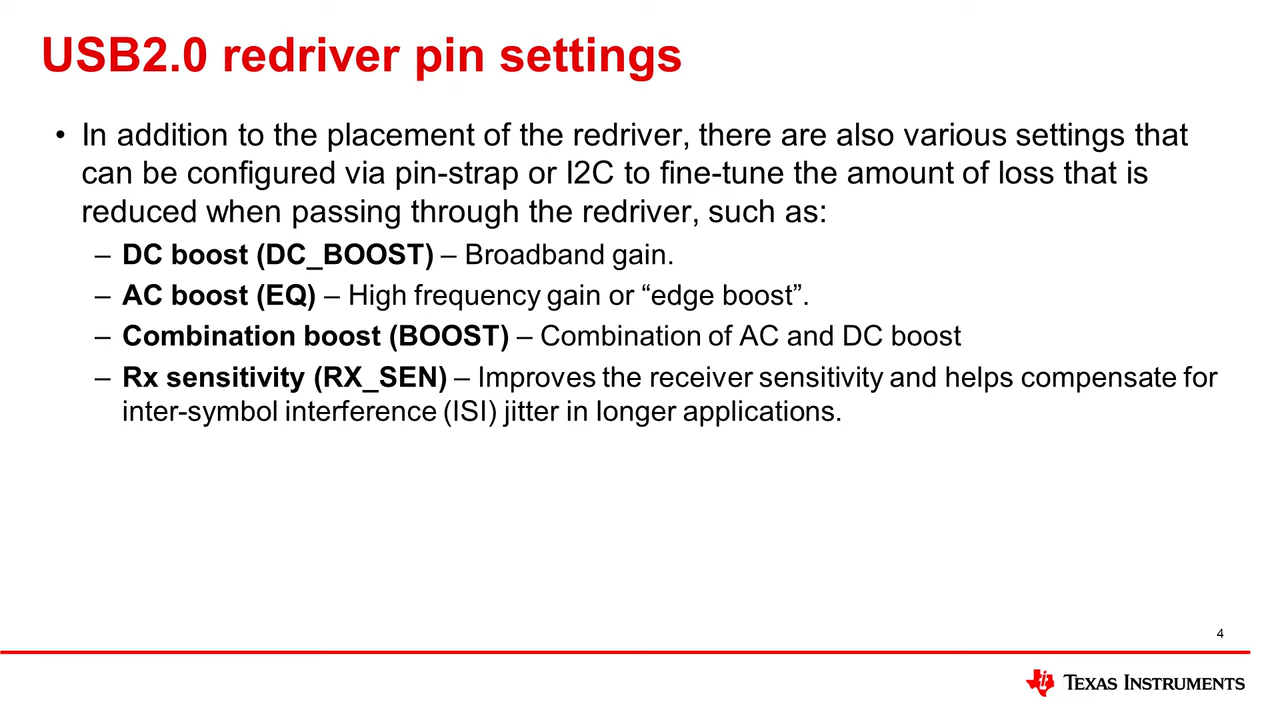 USB2.0 redriver pin settings
• In addition to the placement of the redriver, there are also various settings that
can be configured via pin-strap or I2C to fine-tune the amount of loss that is
reduced when passing through the redriver, such as:
– DC boost (DC_BOOST) – Broadband gain.
– AC boost (EQ) – High frequency gain or “edge boost”.
– Combination boost (BOOST) – Combination of AC and DC boost
– Rx sensitivity (RX_SEN) – Improves the receiver sensitivity and helps compensate for
inter-symbol interference (ISI) jitter in longer applications.
4
TEXAS INSTRUMENTS